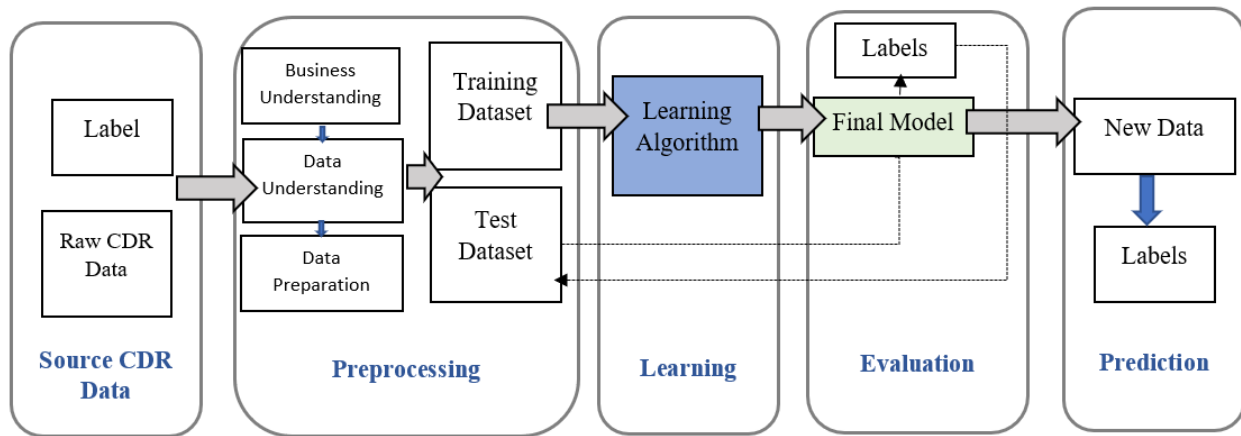 Label
Raw CDR
Data
Source CDR
Data
Business
Understanding
Data
Understanding
Data
Preparation
Training
Dataset
Test
Dataset
Preprocessing
Learning
Algorithm
Learning
Labels
Final Model
Evaluation
New Data
Labels
Prediction